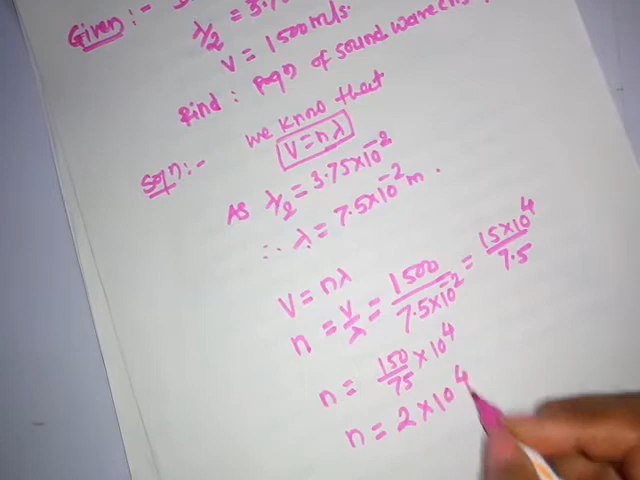 Given :-
λ/2 = 3.7
V = 1500 m/s.
find : freqn of sound wave
Soln :- we know that
V = nλ
As λ/2 = 3.75×10⁻²
∴ λ = 7.5×10⁻² m.
V = nλ
n = V/λ = 1500/7.5×10⁻² = 15×10⁴/7.5
n = 150/75 × 10⁴
n = 2×10⁴